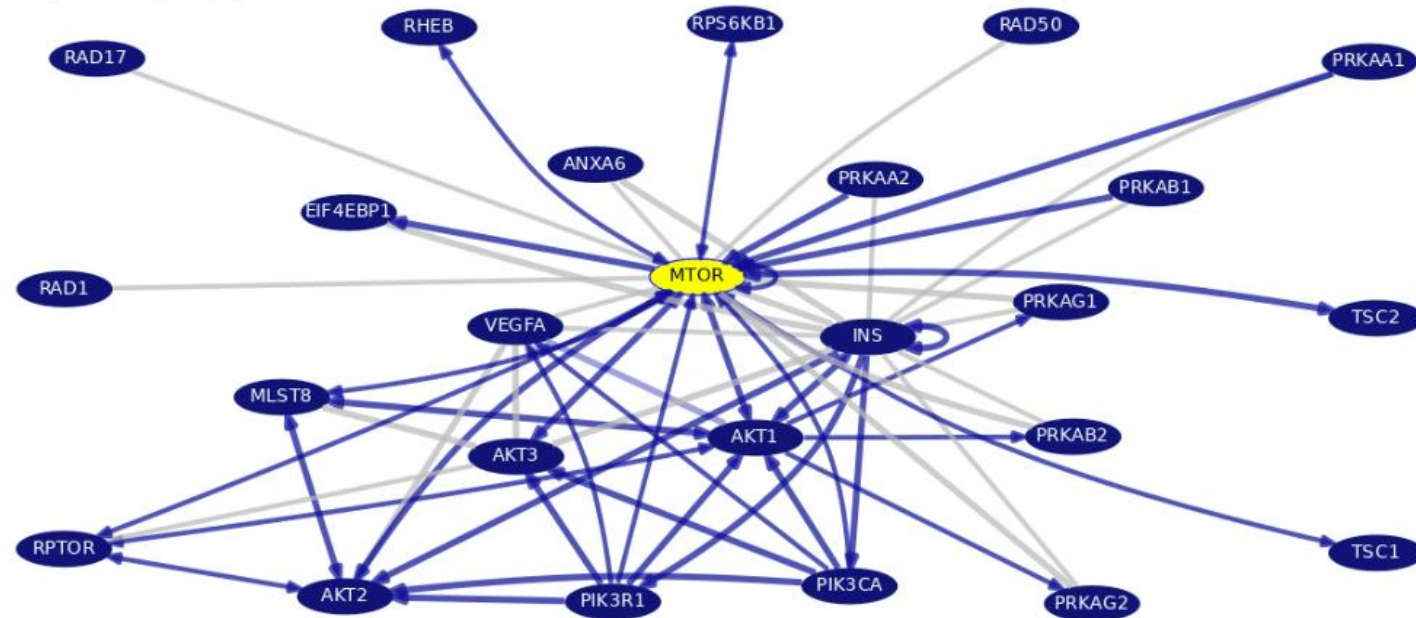 RHEB
RPS6KB1
RAD50
RAD17
PRKAA1
ANXA6
PRKAA2
PRKAB1
EIF4EBP1
MTOR
RAD1
PRKAG1
TSC2
VEGFA
INS
MLST8
AKT1
PRKAB2
AKT3
RPTOR
TSC1
AKT2
PIK3R1
PIK3CA
PRKAG2